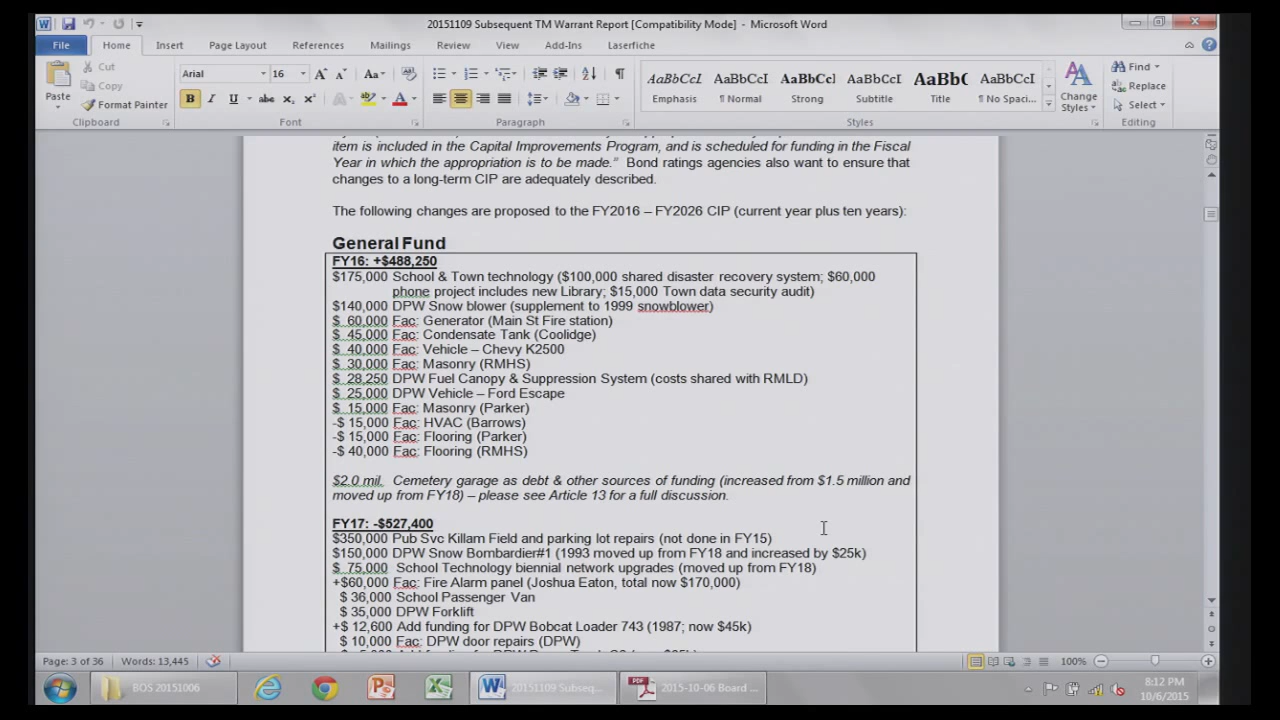 20151109 Subsequent TM Warrant Report [Compatibility Mode] - Microsoft Word
File Home Insert Page Layout References Mailings Review View Add-Ins Laserfiche
Paste
Cut
Copy
Format Painter
Clipboard
Arial 16
Font
Paragraph
AaBbCcI AaBbCcI AaBbCcI AaBbCcI AaBbC AaBbCcI
Emphasis ¶ Normal Strong Subtitle Title ¶ No Spaci...
Change
Styles
Styles
Find
Replace
Select
Editing
item is included in the Capital Improvements Program, and is scheduled for funding in the Fiscal
Year in which the appropriation is to be made.” Bond ratings agencies also want to ensure that
changes to a long-term CIP are adequately described.
The following changes are proposed to the FY2016 – FY2026 CIP (current year plus ten years):
General Fund
FY16: +$488,250
$175,000 School & Town technology ($100,000 shared disaster recovery system; $60,000
phone project includes new Library; $15,000 Town data security audit)
$140,000 DPW Snow blower (supplement to 1999 snowblower)
$ 60,000 Fac: Generator (Main St Fire station)
$ 45,000 Fac: Condensate Tank (Coolidge)
$ 40,000 Fac: Vehicle – Chevy K2500
$ 30,000 Fac: Masonry (RMHS)
$ 28,250 DPW Fuel Canopy & Suppression System (costs shared with RMLD)
$ 25,000 DPW Vehicle – Ford Escape
$ 15,000 Fac: Masonry (Parker)
-$ 15,000 Fac: HVAC (Barrows)
-$ 15,000 Fac: Flooring (Parker)
-$ 40,000 Fac: Flooring (RMHS)
$2.0 mil. Cemetery garage as debt & other sources of funding (increased from $1.5 million and
moved up from FY18) – please see Article 13 for a full discussion.
FY17: -$527,400
$350,000 Pub Svc Killam Field and parking lot repairs (not done in FY15)
$150,000 DPW Snow Bombardier#1 (1993 moved up from FY18 and increased by $25k)
$ 75,000 School Technology biennial network upgrades (moved up from FY18)
+$60,000 Fac: Fire Alarm panel (Joshua Eaton, total now $170,000)
$ 36,000 School Passenger Van
$ 35,000 DPW Forklift
+$ 12,600 Add funding for DPW Bobcat Loader 743 (1987; now $45k)
$ 10,000 Fac: DPW door repairs (DPW)
Page: 3 of 36 Words: 13,445 100%
BOS 20151006
20151109 Subseq...
2015-10-06 Board ...
8:12 PM
10/6/2015